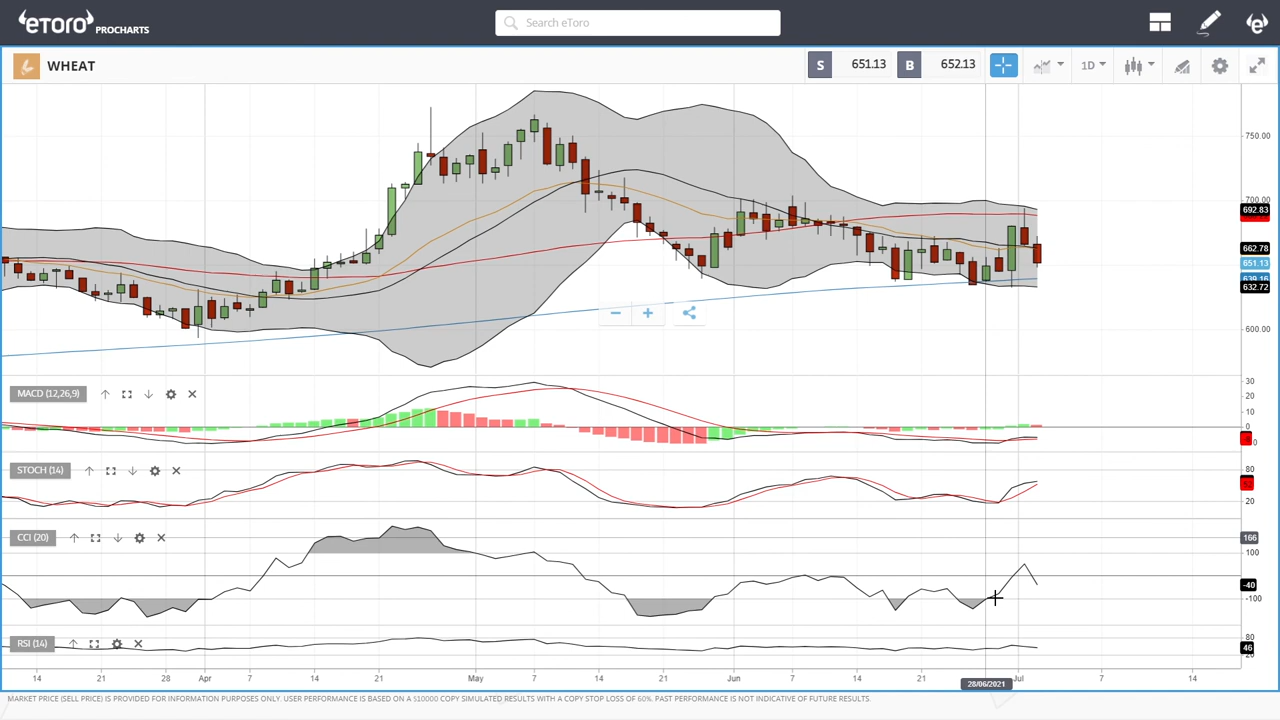 eToro PROCHARTS
Search eToro
WHEAT
S 651.13 B 652.13 1D
750.00
700.00
692.83
662.78
651.13
632.72
600.00
MACD (12,26,9)
30
20
10
0
STOCH (14)
80
20
CCI (20)
166
100
-40
-100
RSI (14)
80
46
14 21 28 Apr 7 14 21 May 7 14 21 Jun 7 14 21 28/06/2021 Jul 7 14
MARKET PRICE (SELL PRICE) IS PROVIDED FOR INFORMATION PURPOSES ONLY. USER PERFORMANCE IS BASED ON A $10000 COPY SIMULATED RESULTS WITH A COPY STOP LOSS OF 60%. PAST PERFORMANCE IS NOT INDICATIVE OF FUTURE RESULTS.